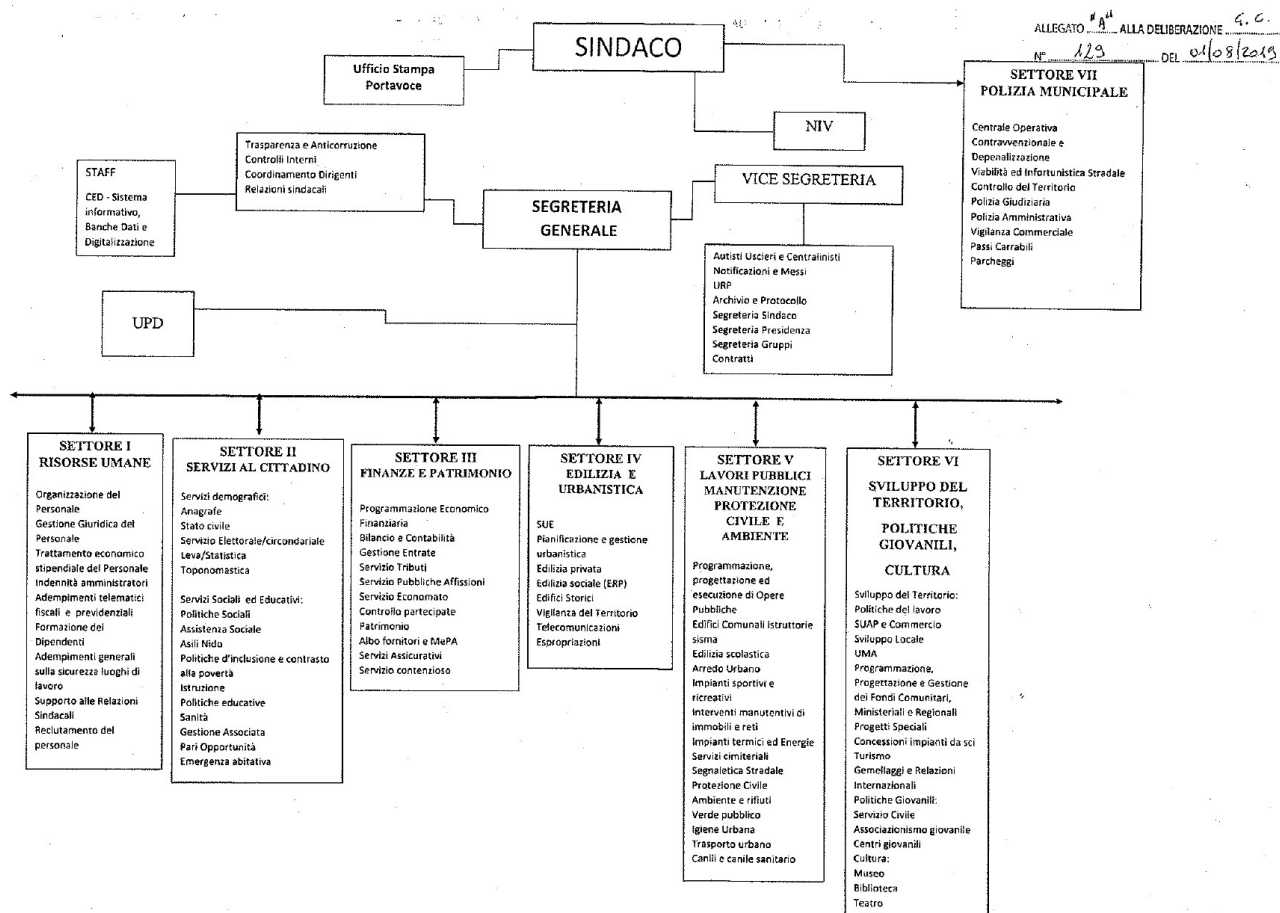 ALLEGATO "A" ALLA DELIBERAZIONE G.C.
N° 129 DEL 01/08/2019
SINDACO
Ufficio Stampa
Portavoce
SETTORE VII
POLIZIA MUNICIPALE
Centrale Operativa
Contravvenzionale e
Depenalizzazione
Viabilità ed Infortunistica Stradale
Controllo del Territorio
Polizia Giudiziaria
Polizia Amministrativa
Vigilanza Commerciale
Passi Carrabili
Parcheggi
NIV
Trasparenza e Anticorruzione
Controlli Interni
Coordinamento Dirigenti
Relazioni sindacali
STAFF
CED - Sistema
informativo,
Banche Dati e
Digitalizzazione
VICE SEGRETERIA
SEGRETERIA
GENERALE
Autisti Uscieri e Centralinisti
Notificazioni e Messi
URP
Archivio e Protocollo
Segreteria Sindaco
Segreteria Presidenza
Segreteria Gruppi
Contratti
UPD
SETTORE I
RISORSE UMANE
Organizzazione del
Personale
Gestione Giuridica del
Personale
Trattamento economico
stipendiale del Personale
Indennità amministratori
Adempimenti telematici
fiscali e previdenziali
Formazione dei
Dipendenti
Adempimenti generali
sulla sicurezza luoghi di
lavoro
Supporto alle Relazioni
Sindacali
Reclutamento del
personale
SETTORE II
SERVIZI AL CITTADINO
Servizi demografici:
Anagrafe
Stato civile
Servizio Elettorale/circondariale
Leva/Statistica
Toponomastica
Servizi Sociali ed Educativi:
Politiche Sociali
Assistenza Sociale
Asili Nido
Politiche d'inclusione e contrasto
alla povertà
Istruzione
Politiche educative
Sanità
Gestione Associata
Pari Opportunità
Emergenza abitativa
SETTORE III
FINANZE E PATRIMONIO
Programmazione Economico
Finanziaria
Bilancio e Contabilità
Gestione Entrate
Servizio Tributi
Servizio Pubbliche Affissioni
Servizio Economato
Controllo partecipate
Patrimonio
Albo fornitori e MePA
Servizi Assicurativi
Servizio contenzioso
SETTORE IV
EDILIZIA E
URBANISTICA
SUE
Pianificazione e gestione
urbanistica
Edilizia privata
Edilizia sociale (ERP)
Edifici Storici
Vigilanza del Territorio
Telecomunicazioni
Espropriazioni
SETTORE V
LAVORI PUBBLICI
MANUTENZIONE
PROTEZIONE
CIVILE E
AMBIENTE
Programmazione,
progettazione ed
esecuzione di Opere
Pubbliche
Edifici Comunali istruttorie
sisma
Edilizia scolastica
Arredo Urbano
Impianti sportivi e
ricreativi
Interventi manutentivi di
immobili e reti
Impianti termici ed Energie
Servizi cimiteriali
Segnaletica Stradale
Protezione Civile
Ambiente e rifiuti
Verde pubblico
Igiene Urbana
Trasporto urbano
Canili e canile sanitario
SETTORE VI
SVILUPPO DEL
TERRITORIO,
POLITICHE
GIOVANILI,
CULTURA
Sviluppo del Territorio:
Politiche del lavoro
SUAP e Commercio
Sviluppo Locale
UMA
Programmazione,
Progettazione e Gestione
dei Fondi Comunitari,
Ministeriali e Regionali
Progetti Speciali
Concessioni impianti da sci
Turismo
Gemellaggi e Relazioni
Internazionali
Politiche Giovanili:
Servizio Civile
Associazionismo giovanile
Centri giovanili
Cultura:
Museo
Biblioteca
Teatro